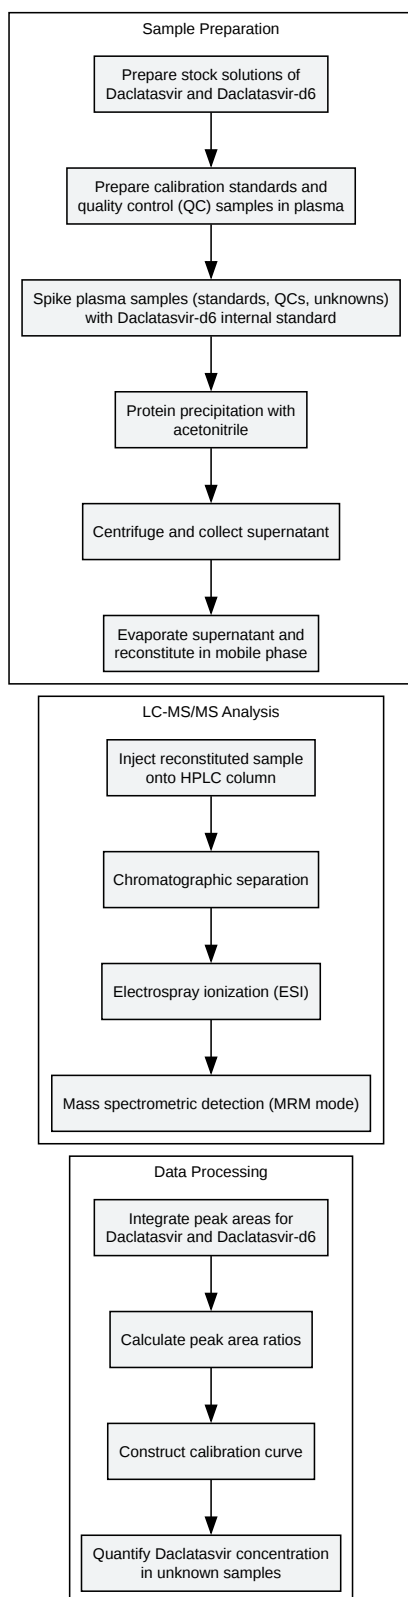 Sample Preparation
Prepare stock solutions of
Daclatasvir and Daclatasvir-d6
Prepare calibration standards and
quality control (QC) samples in plasma
Spike plasma samples (standards, QCs, unknowns)
with Daclatasvir-d6 internal standard
Protein precipitation with
acetonitrile
Centrifuge and collect supernatant
Evaporate supernatant and
reconstitute in mobile phase
LC-MS/MS Analysis
Inject reconstituted sample
onto HPLC column
Chromatographic separation
Electrospray ionization (ESI)
Mass spectrometric detection (MRM mode)
Data Processing
Integrate peak areas for
Daclatasvir and Daclatasvir-d6
Calculate peak area ratios
Construct calibration curve
Quantify Daclatasvir concentration
in unknown samples